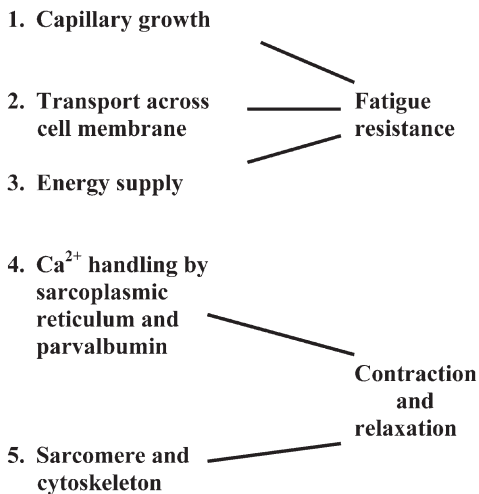 1. Capillary growth
2. Transport across
cell membrane
Fatigue
resistance
3. Energy supply
4. Ca²⁺ handling by
sarcoplasmic
reticulum and
parvalbumin
Contraction
and
relaxation
5. Sarcomere and
cytoskeleton